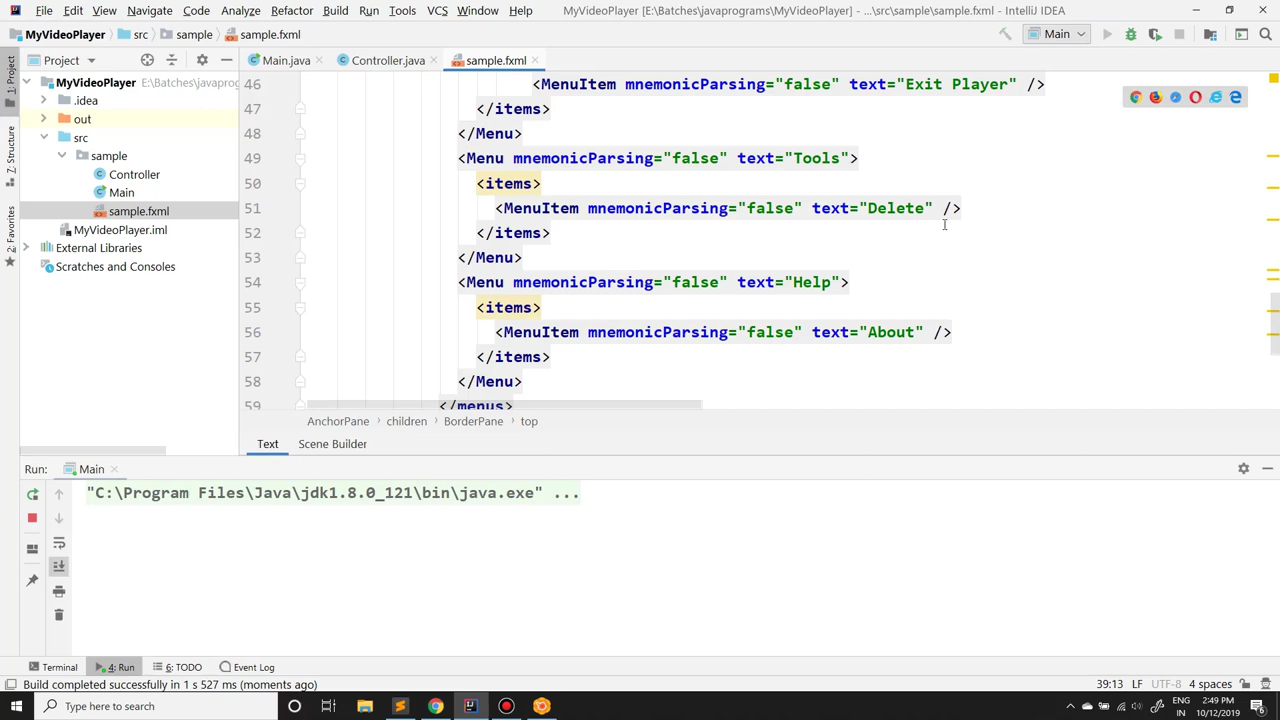 File Edit View Navigate Code Analyze Refactor Build Run Tools VCS Window Help MyVideoPlayer [E:\Batches\javaprograms\MyVideoPlayer] - ...\src\sample\sample.fxml - IntelliJ IDEA
MyVideoPlayer src sample sample.fxml Main
Project Main.java Controller.java sample.fxml
1: Project
Z: Structure
2: Favorites
MyVideoPlayer E:\Batches\javaprog
.idea
out
src
sample
Controller
Main
sample.fxml
MyVideoPlayer.iml
External Libraries
Scratches and Consoles
46 <MenuItem mnemonicParsing="false" text="Exit Player" />
47 </items>
48 </Menu>
49 <Menu mnemonicParsing="false" text="Tools">
50 <items>
51 <MenuItem mnemonicParsing="false" text="Delete" />
52 </items>
53 </Menu>
54 <Menu mnemonicParsing="false" text="Help">
55 <items>
56 <MenuItem mnemonicParsing="false" text="About" />
57 </items>
58 </Menu>
59 </menus>
AnchorPane children BorderPane top
Text Scene Builder
Run: Main
"C:\Program Files\Java\jdk1.8.0_121\bin\java.exe" ...
Terminal 4: Run 6: TODO Event Log
Build completed successfully in 1 s 527 ms (moments ago) 39:13 LF UTF-8 4 spaces
Type here to search
ENG
IN
2:49 PM
10/12/2019
6